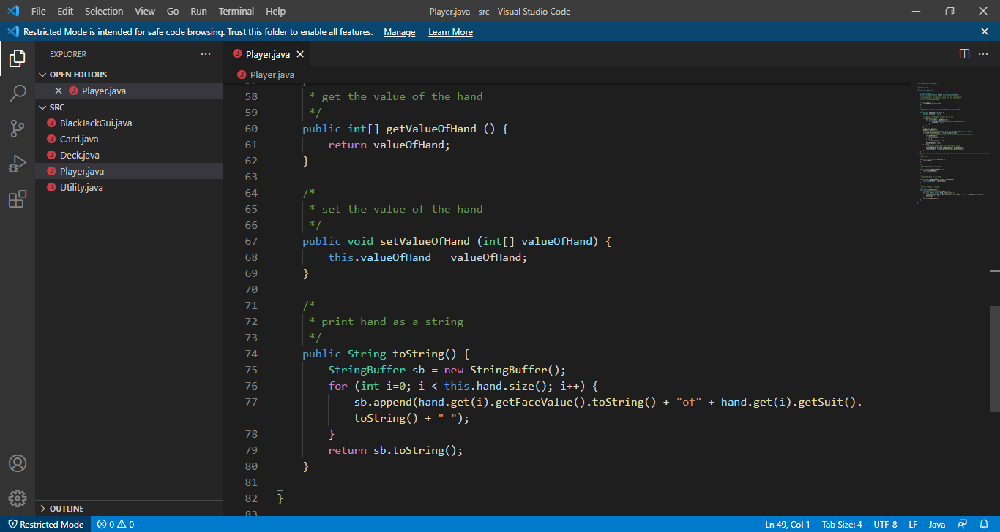 File Edit Selection View Go Run Terminal Help Player.java - src - Visual Studio Code
Restricted Mode is intended for safe code browsing. Trust this folder to enable all features. Manage Learn More
EXPLORER
OPEN EDITORS
Player.java
SRC
BlackJackGui.java
Card.java
Deck.java
Player.java
Utility.java
OUTLINE
Player.java
Player.java
58 * get the value of the hand
59 */
60 public int[] getValueOfHand () {
61 return valueOfHand;
62 }
63
64 /*
65 * set the value of the hand
66 */
67 public void setValueOfHand (int[] valueOfHand) {
68 this.valueOfHand = valueOfHand;
69 }
70
71 /*
72 * print hand as a string
73 */
74 public String toString() {
75 StringBuffer sb = new StringBuffer();
76 for (int i=0; i < this.hand.size(); i++) {
77 sb.append(hand.get(i).getFaceValue().toString() + "of" + hand.get(i).getSuit().
toString() + " ");
78 }
79 return sb.toString();
80 }
81
82 }
83
Restricted Mode 0 0 Ln 49, Col 1 Tab Size: 4 UTF-8 LF Java